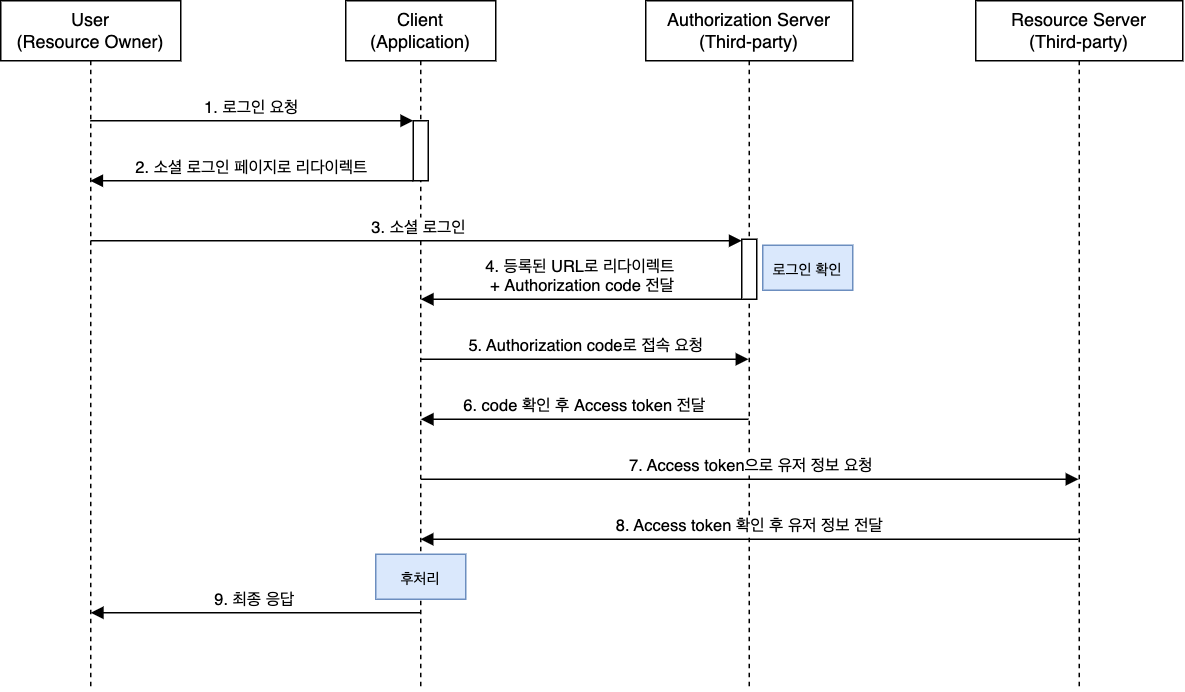 User
(Resource Owner)
Client
(Application)
Authorization Server
(Third-party)
Resource Server
(Third-party)
1. 로그인 요청
2. 소셜 로그인 페이지로 리다이렉트
3. 소셜 로그인
로그인 확인
4. 등록된 URL로 리다이렉트
+ Authorization code 전달
5. Authorization code로 접속 요청
6. code 확인 후 Access token 전달
7. Access token으로 유저 정보 요청
8. Access token 확인 후 유저 정보 전달
후처리
9. 최종 응답